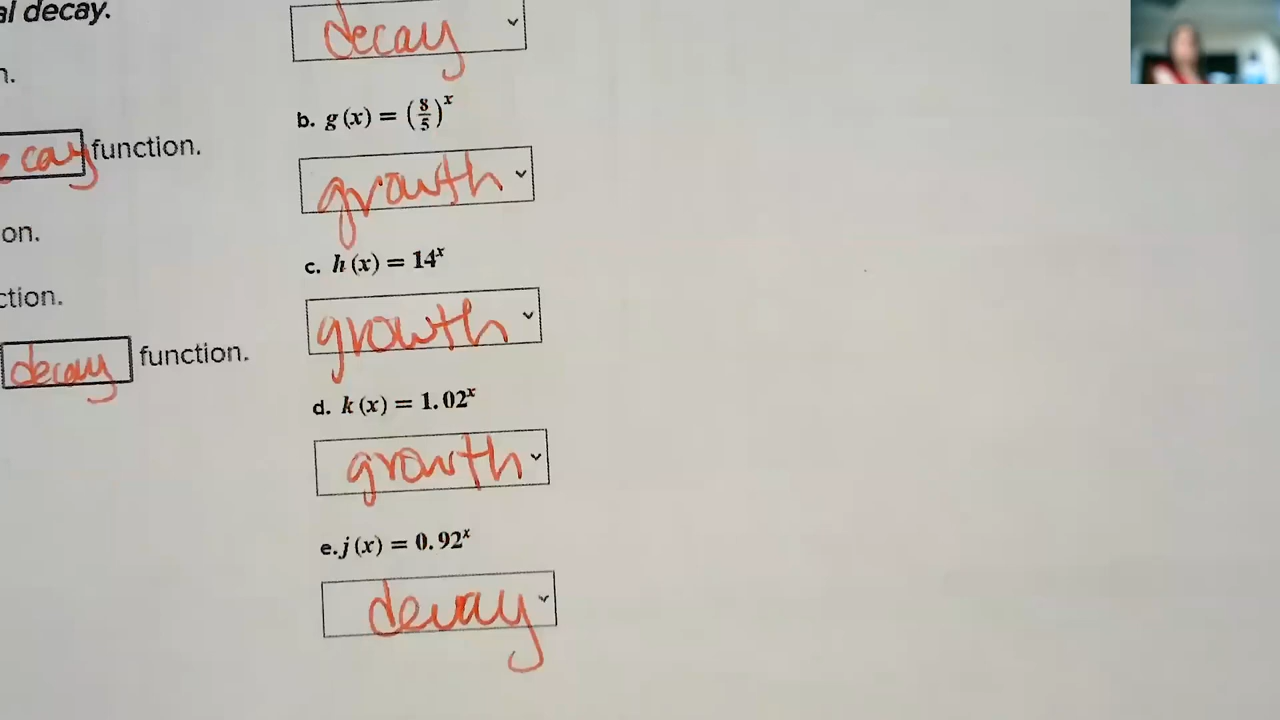 al decay.
n.
ecay function.
on.
ction.
decay function.
decay
b. g(x) = (8/5)^x
growth
c. h(x) = 14^x
growth
d. k(x) = 1.02^x
growth
e. j(x) = 0.92^x
decay